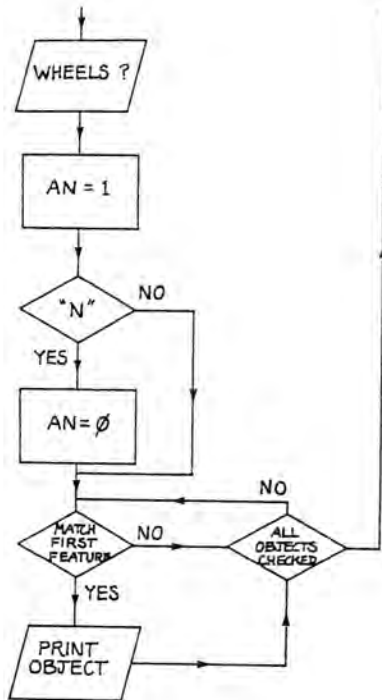 WHEELS ?
AN = 1
"N"
NO
YES
AN = Ø
NO
MATCH
FIRST
FEATURE
NO
ALL
OBJECTS
CHECKED
YES
PRINT
OBJECT